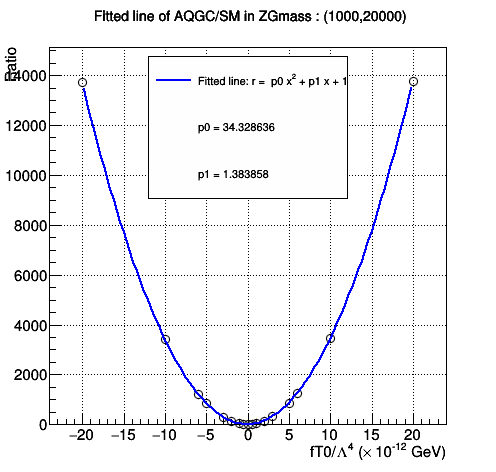 FItted line of AQGC/SM in ZGmass : (1000,20000)
Ratio
Fitted line: r = p0 x² + p1 x + 1
p0 = 34.328636
p1 = 1.383858
14000
12000
10000
8000
6000
4000
2000
0
−20 −15 −10 −5 0 5 10 15 20
fT0/Λ⁴ (× 10⁻¹² GeV)